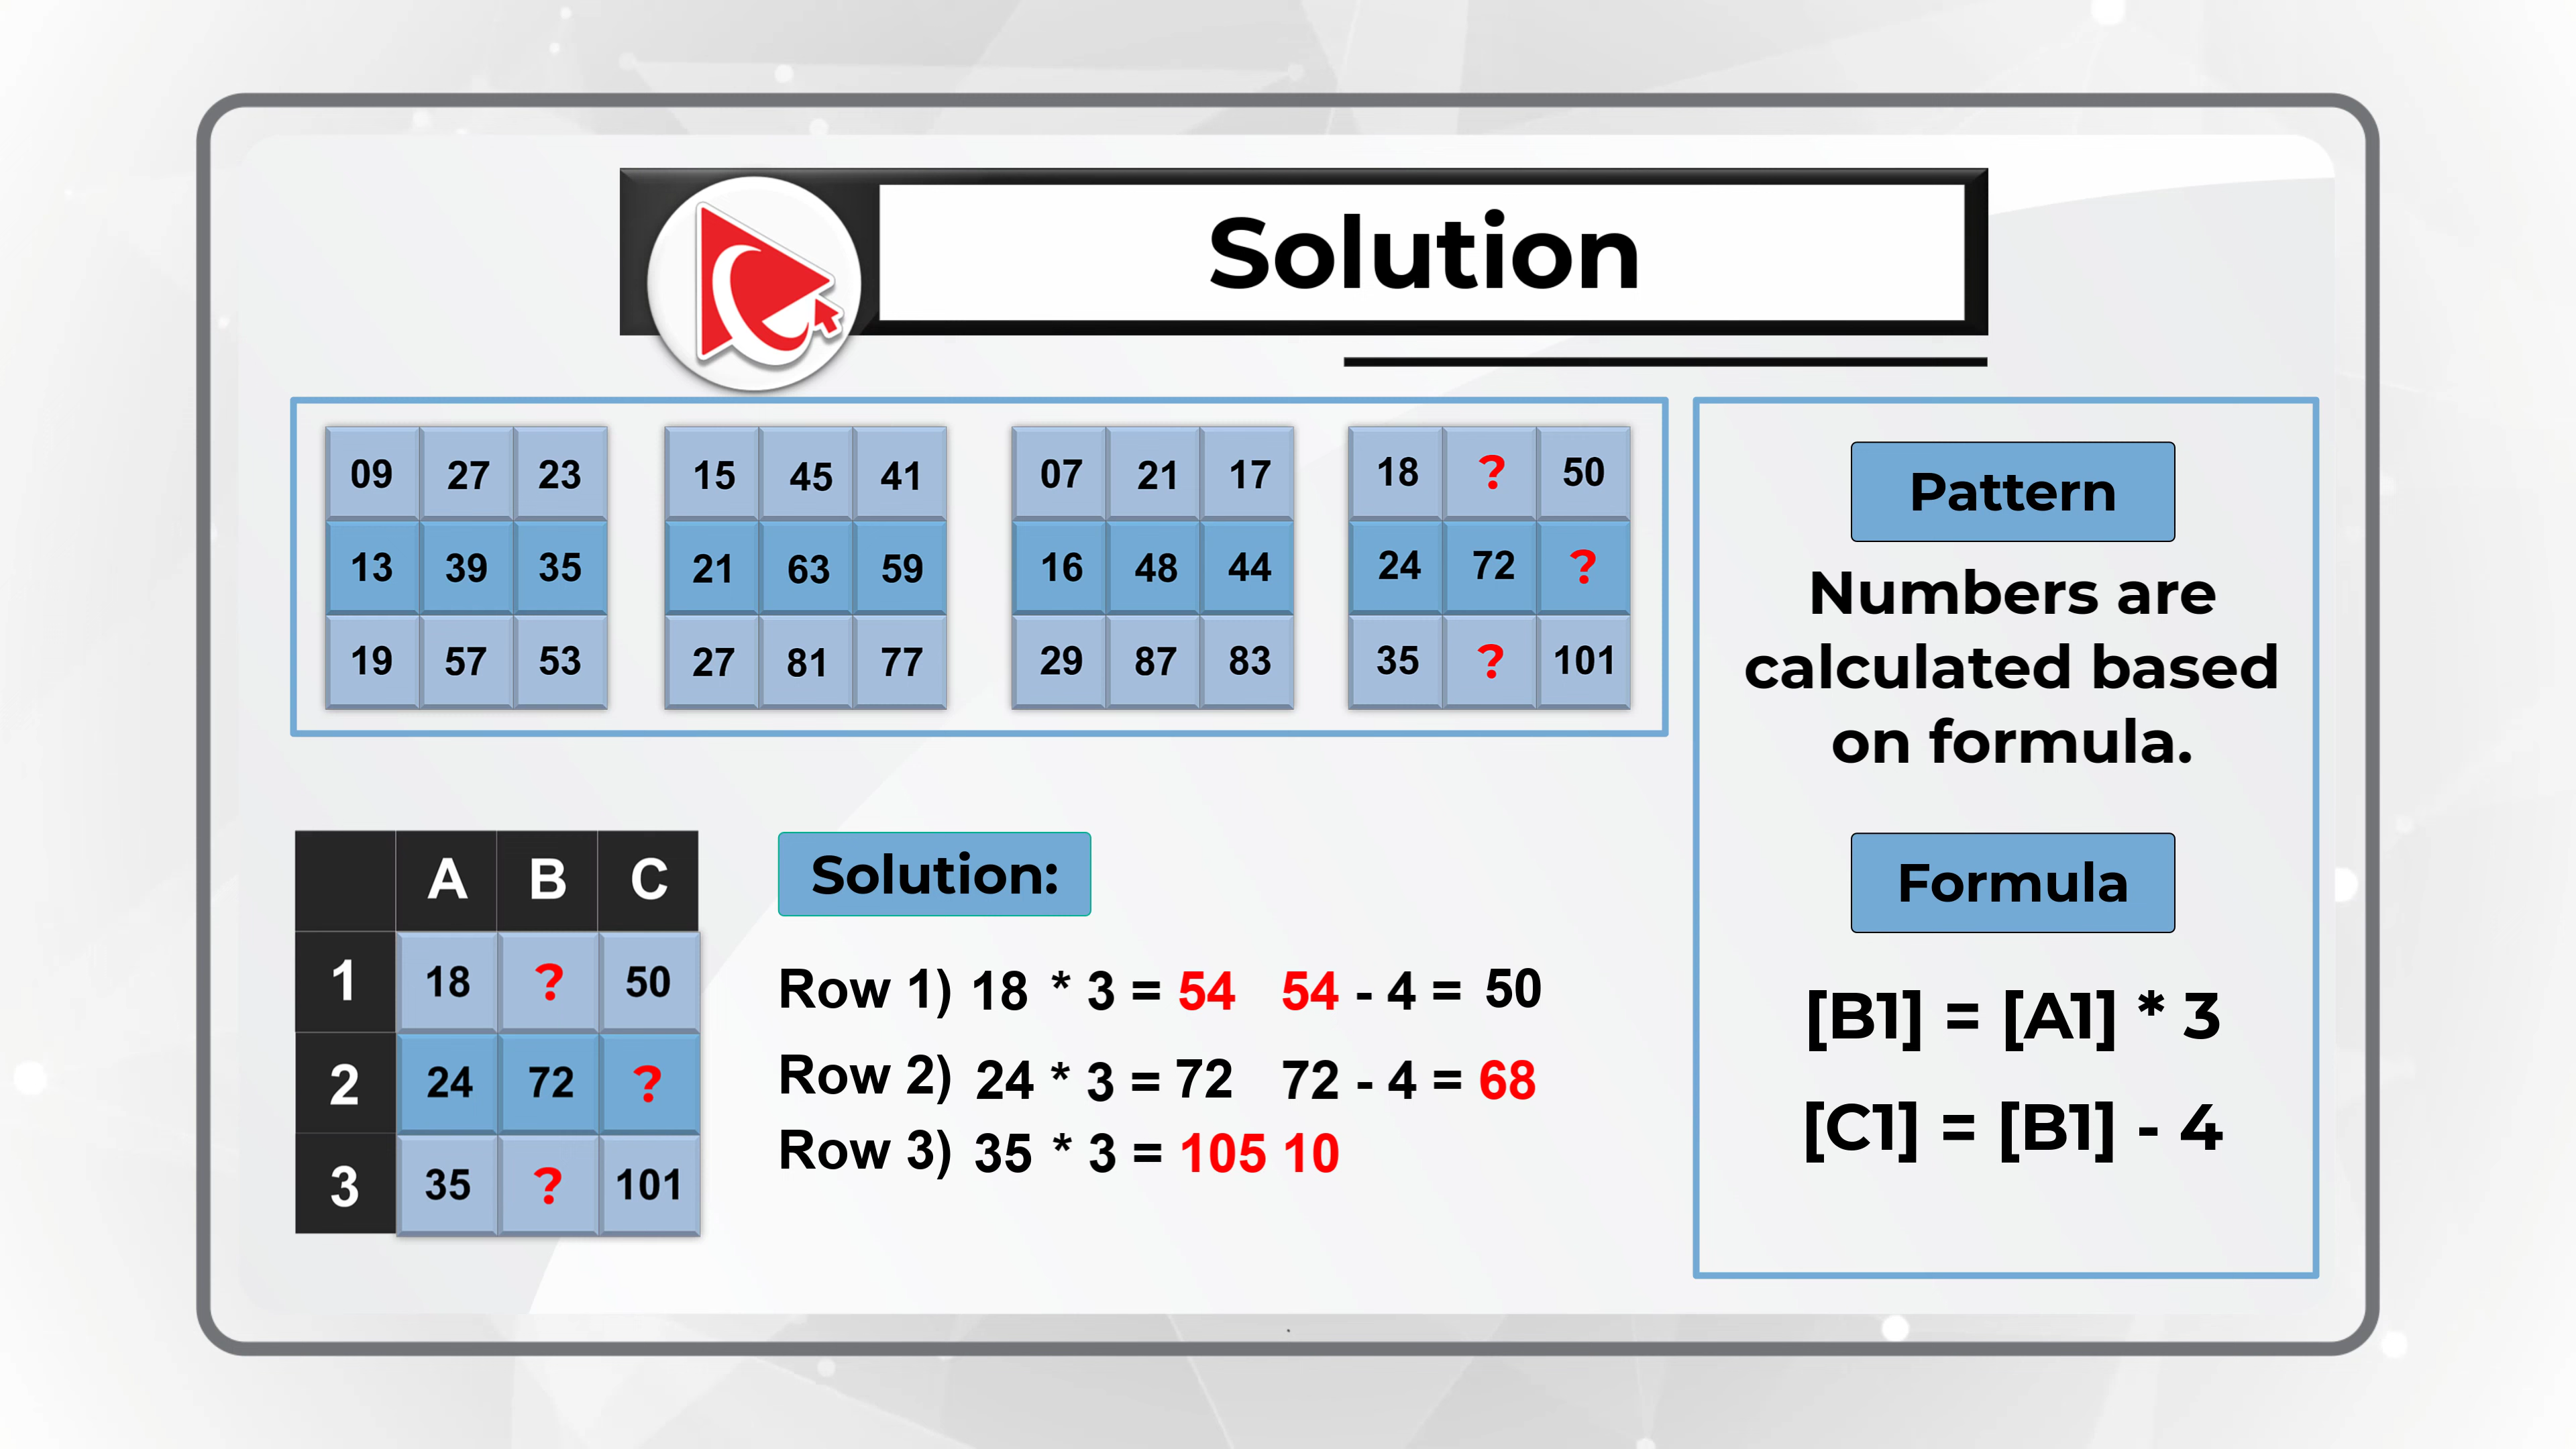 Solution
09 27 23
13 39 35
19 57 53
15 45 41
21 63 59
27 81 77
07 21 17
16 48 44
29 87 83
18 ? 50
24 72 ?
35 ? 101
Pattern
Numbers are
calculated based
on formula.
Formula
[B1] = [A1] * 3
[C1] = [B1] - 4
A B C
1 18 ? 50
2 24 72 ?
3 35 ? 101
Solution:
Row 1) 18 * 3 = 54 54 - 4 = 50
Row 2) 24 * 3 = 72 72 - 4 = 68
Row 3) 35 * 3 = 105 10